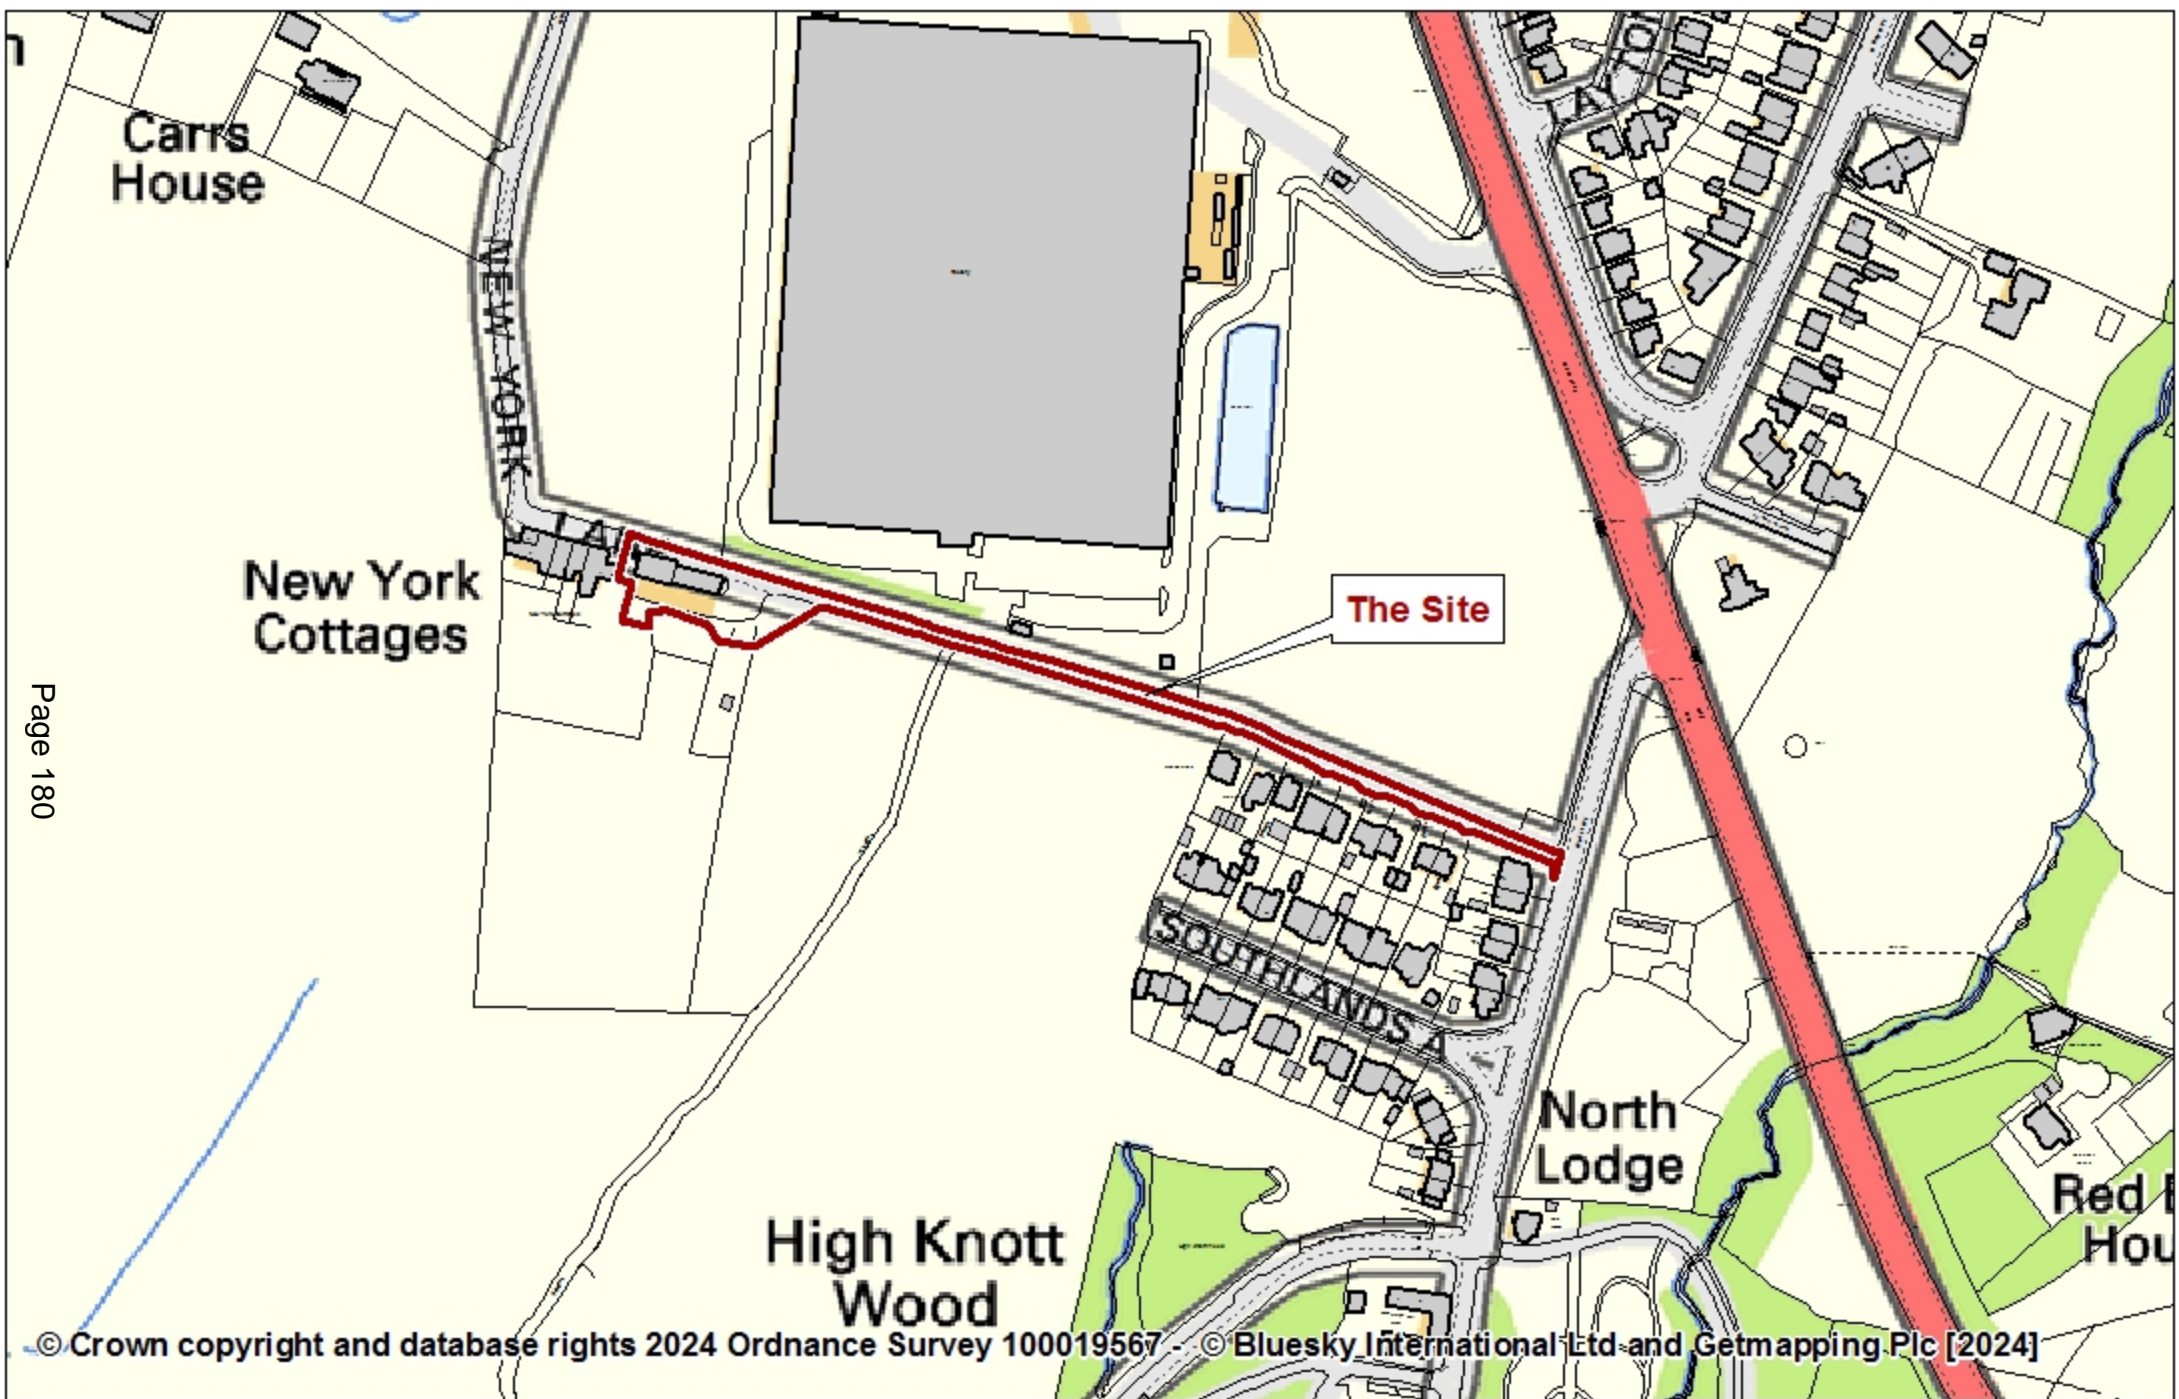 Carrs
House
NEW YORK
LA
New York
Cottages
The Site
Page 180
SOUTHLANDS A
North
Lodge
High Knott
Wood
Red
Hou
© Crown copyright and database rights 2024 Ordnance Survey 100019567 - © Bluesky International Ltd and Getmapping Plc [2024]